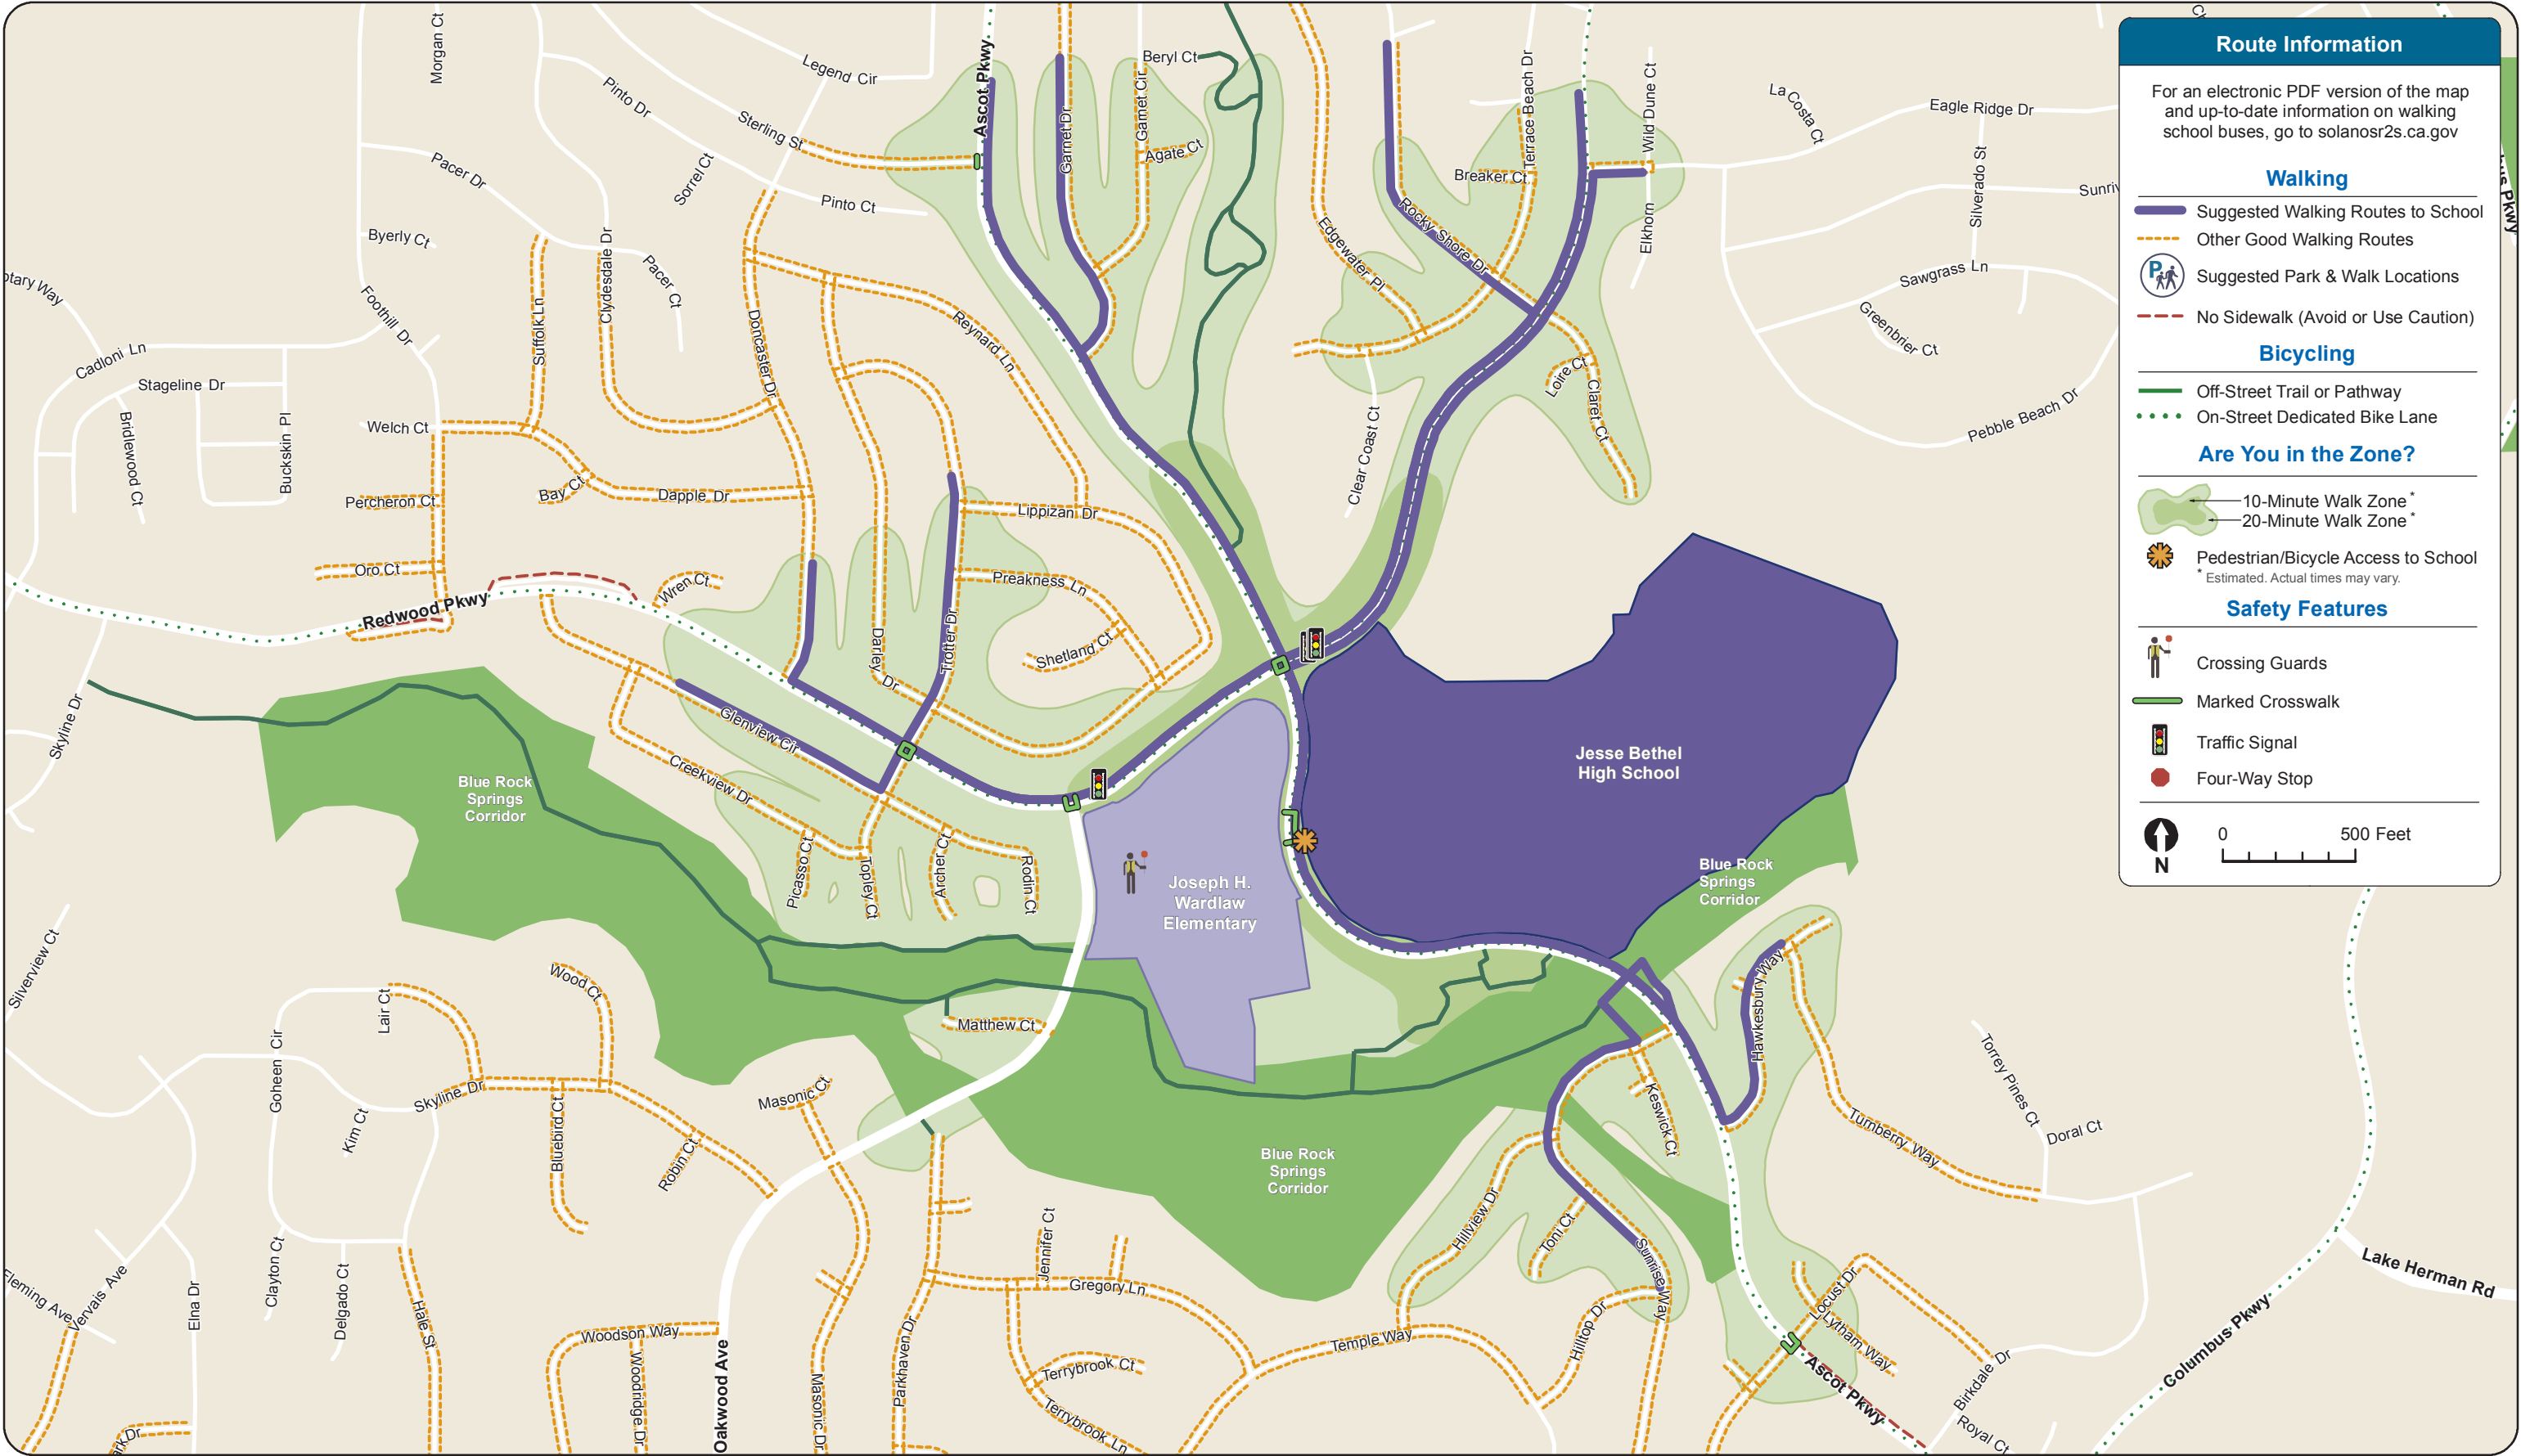 Route Information
For an electronic PDF version of the map
and up-to-date information on walking
school buses, go to solanosr2s.ca.gov
Walking
Suggested Walking Routes to School
Other Good Walking Routes
P
Suggested Park & Walk Locations
No Sidewalk (Avoid or Use Caution)
Bicycling
Off-Street Trail or Pathway
On-Street Dedicated Bike Lane
Are You in the Zone?
10-Minute Walk Zone *
20-Minute Walk Zone *
Pedestrian/Bicycle Access to School
* Estimated. Actual times may vary.
Safety Features
Crossing Guards
Marked Crosswalk
Traffic Signal
Four-Way Stop
N
0 500 Feet
Morgan Ct
Legend Cir
Ascot Pkwy
Beryl Ct
Garnet Dr
Garnet Cir
Agate Ct
Terrace Beach Dr
Wild Dune Ct
La Costa Ct
Eagle Ridge Dr
Pinto Dr
Sterling St
Pacer Dr
Sorrel Ct
Pinto Ct
Breaker Ct
Silverado St
Elkhorn
Rocky Shore Dr
Edgewater Pl
Byerly Ct
Clydesdale Dr
Pacer Ct
Sawgrass Ln
Greenbrier Ct
Foothill Dr
Suffolk Ln
Doncaster Dr
Reynard Ln
Cadloni Ln
Stageline Dr
Bridlewood Ct
Buckskin Pl
Welch Ct
Loire Ct
Claret Ct
Clear Coast Ct
Pebble Beach Dr
Percheron Ct
Bay Ct
Dapple Dr
Lippizan Dr
Oro Ct
Wren Ct
Preakness Ln
Redwood Pkwy
Darley Dr
Trotter Dr
Shetland Ct
Skyline Dr
Glenview Cir
Creekview Dr
Jesse Bethel
High School
Blue Rock
Springs
Corridor
Picasso Ct
Topley Ct
Archer Ct
Rodin Ct
Joseph H.
Wardlaw
Elementary
Blue Rock
Springs
Corridor
Silverview Ct
Wood Ct
Lair Ct
Matthew Ct
Hawkesbury Way
Goheen Cir
Kim Ct
Skyline Dr
Bluebird Ct
Robin Ct
Masonic Ct
Keswick Ct
Torrey Pines Ct
Doral Ct
Turnberry Way
Blue Rock
Springs
Corridor
Hillview Dr
Toni Ct
Sunrise Way
Jennifer Ct
Gregory Ln
Clayton Ct
Delgado Ct
Elna Dr
Vervais Ave
Fleming Ave
Hale St
Woodson Way
Woodridge Dr
Oakwood Ave
Masonic Dr
Parkhaven Dr
Terrybrook Ct
Terrybrook Ln
Temple Way
Hilltop Dr
Locust Dr
Lytham Way
Ascot Pkwy
Birkdale Dr
Royal Ct
Columbus Pkwy
Lake Herman Rd